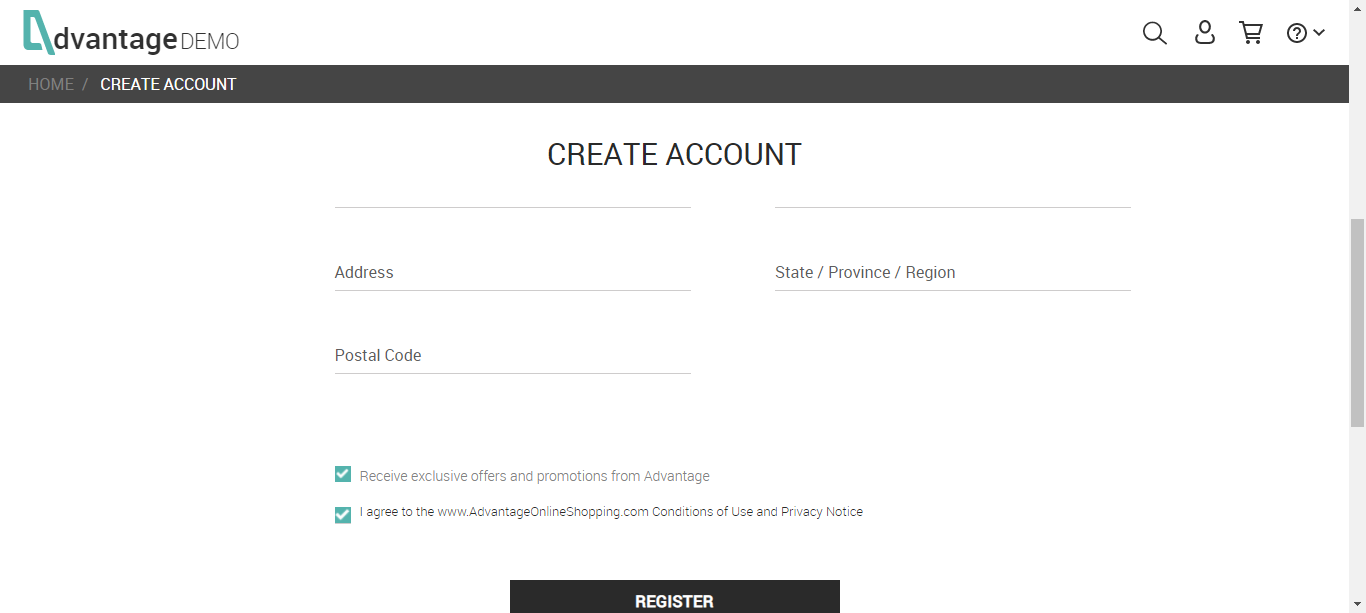 dvantage DEMO
HOME / CREATE ACCOUNT
CREATE ACCOUNT
Address
State / Province / Region
Postal Code
Receive exclusive offers and promotions from Advantage
I agree to the www.AdvantageOnlineShopping.com Conditions of Use and Privacy Notice
REGISTER